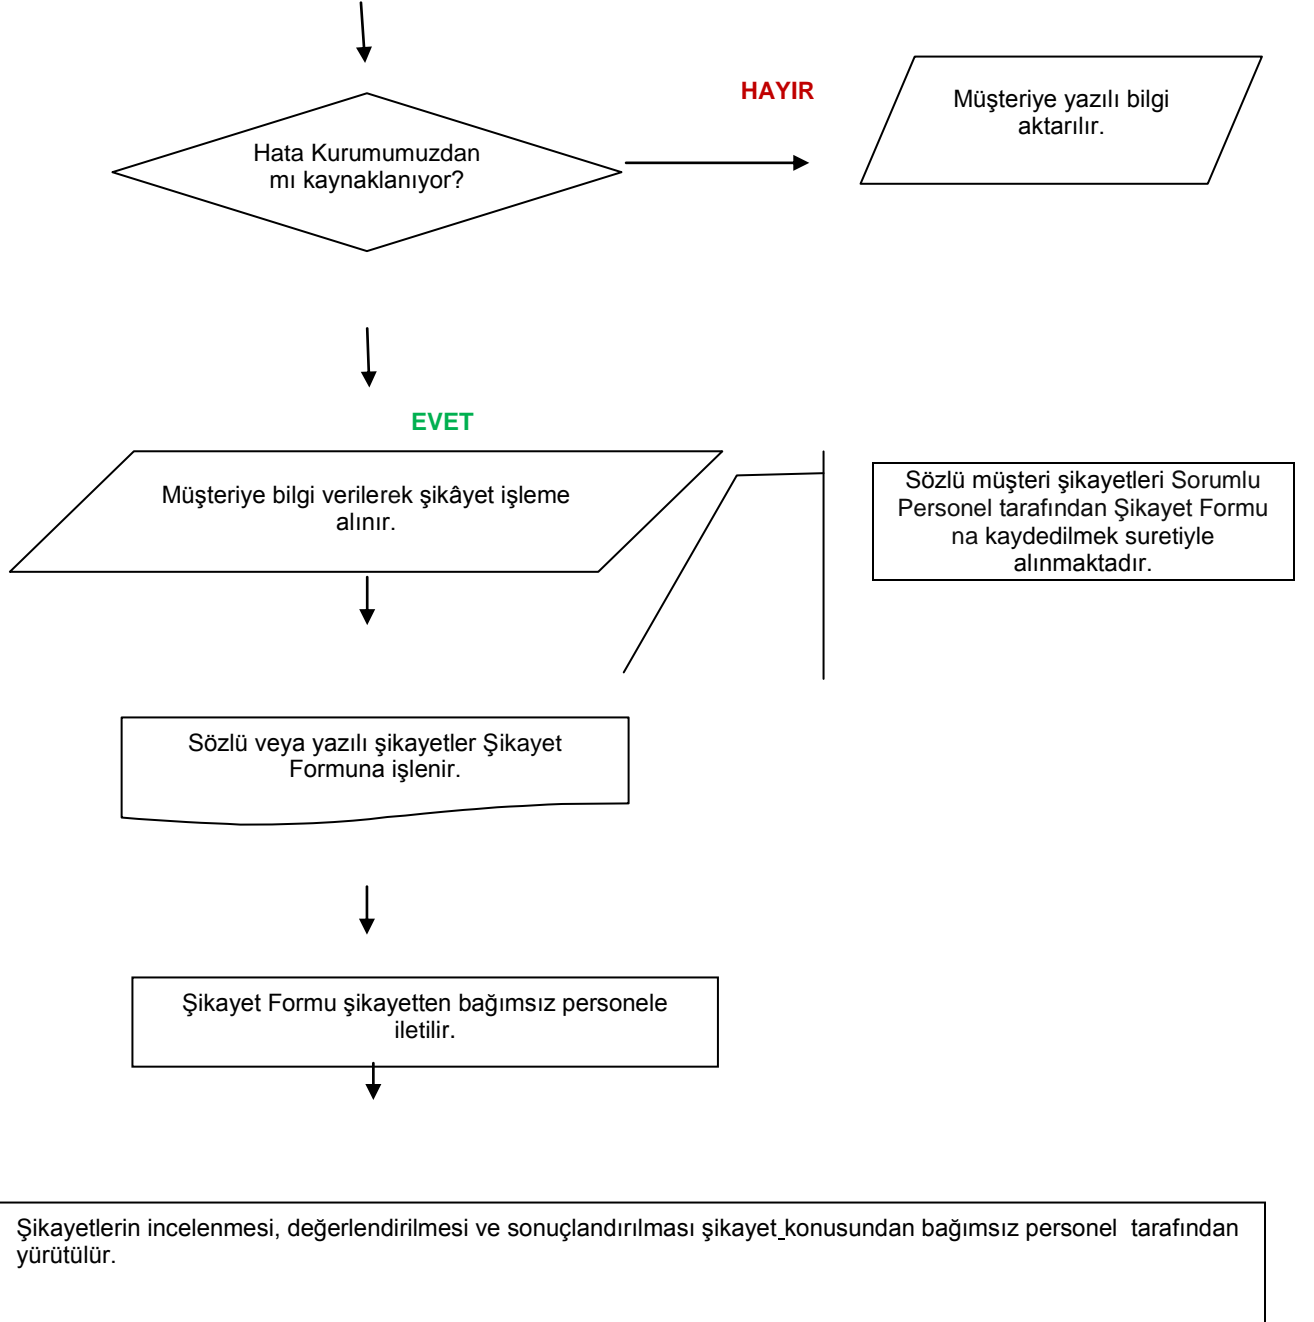 HAYIR
Müşteriye yazılı bilgi
aktarılır.
Hata Kurumumuzdan
mı kaynaklanıyor?
EVET
Müşteriye bilgi verilerek şikâyet işleme
alınır.
Sözlü müşteri şikayetleri Sorumlu
Personel tarafından Şikayet Formu
na kaydedilmek suretiyle
alınmaktadır.
Sözlü veya yazılı şikayetler Şikayet
Formuna işlenir.
Şikayet Formu şikayetten bağımsız personele
iletilir.
Şikayetlerin incelenmesi, değerlendirilmesi ve sonuçlandırılması şikayet konusundan bağımsız personel tarafından
yürütülür.